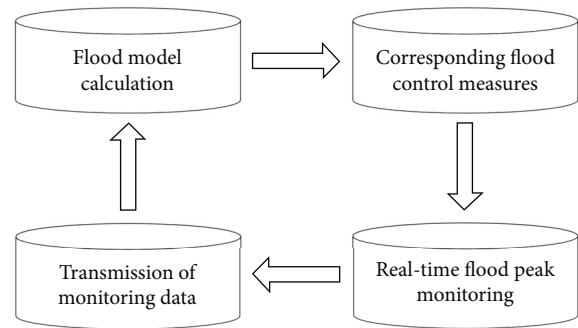 Flood model
calculation
Corresponding flood
control measures
Transmission of
monitoring data
Real-time flood peak
monitoring